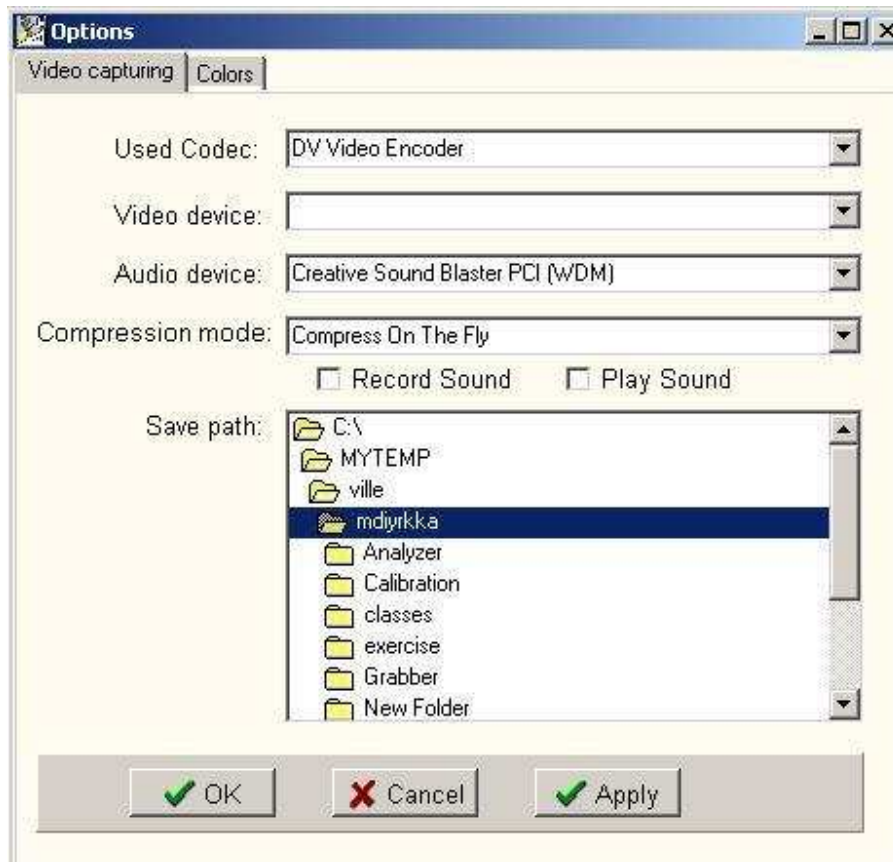 Options
Video capturing Colors
Used Codec: DV Video Encoder
Video device:
Audio device: Creative Sound Blaster PCI (WDM)
Compression mode: Compress On The Fly
Record Sound Play Sound
Save path: C:\
MYTEMP
ville
mdiyrkka
Analyzer
Calibration
classes
exercise
Grabber
New Folder
OK Cancel Apply